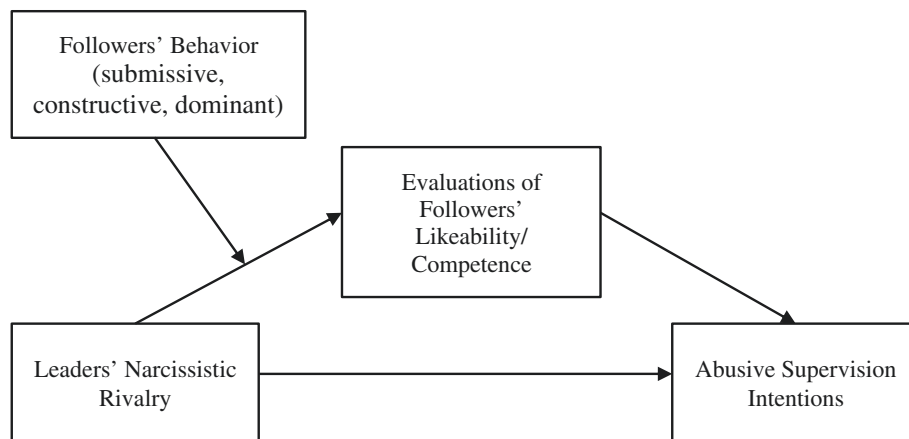 Followers’ Behavior
(submissive,
constructive, dominant)
Evaluations of
Followers’
Likeability/
Competence
Leaders’ Narcissistic
Rivalry
Abusive Supervision
Intentions